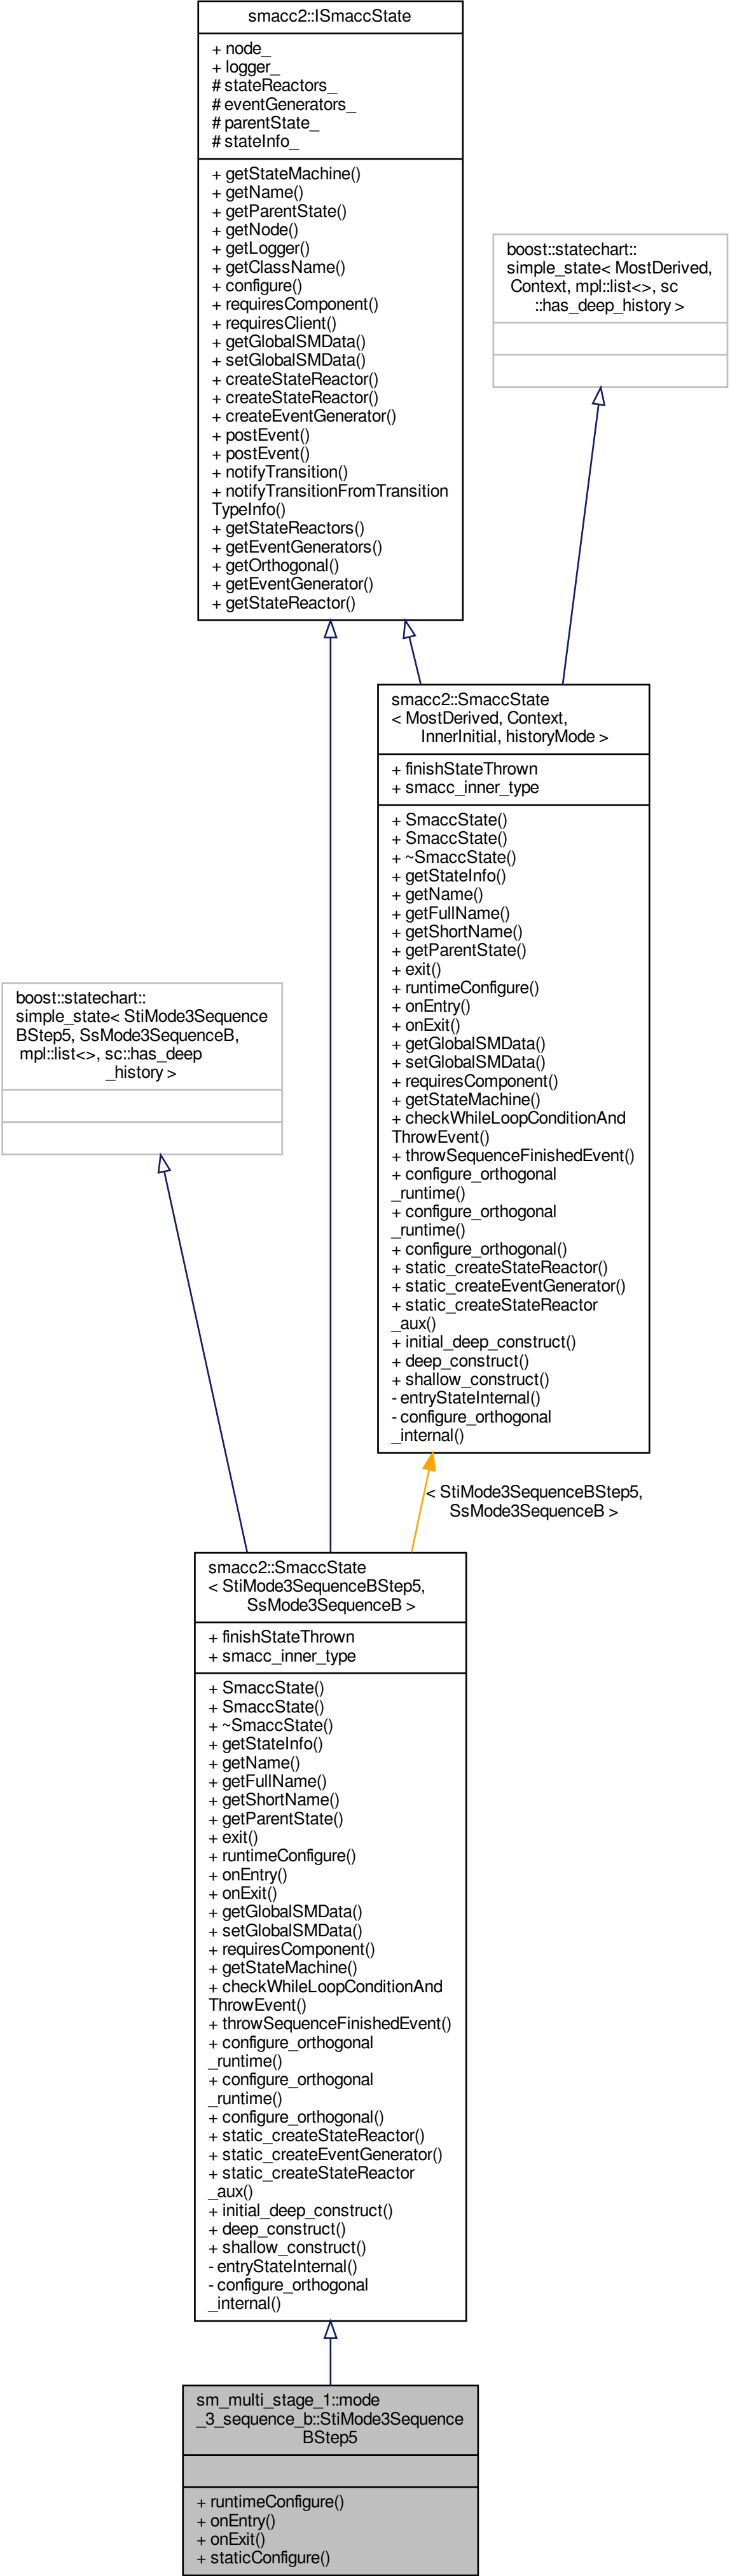 smacc2::ISmaccState
+ node_
+ logger_
# stateReactors_
# eventGenerators_
# parentState_
# stateInfo_
+ getStateMachine()
+ getName()
+ getParentState()
+ getNode()
+ getLogger()
+ getClassName()
+ configure()
+ requiresComponent()
+ requiresClient()
+ getGlobalSMData()
+ setGlobalSMData()
+ createStateReactor()
+ createStateReactor()
+ createEventGenerator()
+ postEvent()
+ postEvent()
+ notifyTransition()
+ notifyTransitionFromTransition
TypeInfo()
+ getStateReactors()
+ getEventGenerators()
+ getOrthogonal()
+ getEventGenerator()
+ getStateReactor()
boost::statechart::
simple_state< MostDerived,
Context, mpl::list<>, sc
::has_deep_history >
smacc2::SmaccState
< MostDerived, Context,
InnerInitial, historyMode >
+ finishStateThrown
+ smacc_inner_type
+ SmaccState()
+ SmaccState()
+ ~SmaccState()
+ getStateInfo()
+ getName()
+ getFullName()
+ getShortName()
+ getParentState()
+ exit()
+ runtimeConfigure()
+ onEntry()
+ onExit()
+ getGlobalSMData()
+ setGlobalSMData()
+ requiresComponent()
+ getStateMachine()
+ checkWhileLoopConditionAnd
ThrowEvent()
+ throwSequenceFinishedEvent()
+ configure_orthogonal
_runtime()
+ configure_orthogonal
_runtime()
+ configure_orthogonal()
+ static_createStateReactor()
+ static_createEventGenerator()
+ static_createStateReactor
_aux()
+ initial_deep_construct()
+ deep_construct()
+ shallow_construct()
- entryStateInternal()
- configure_orthogonal
_internal()
boost::statechart::
simple_state< StiMode3Sequence
BStep5, SsMode3SequenceB,
mpl::list<>, sc::has_deep
_history >
< StiMode3SequenceBStep5,
SsMode3SequenceB >
smacc2::SmaccState
< StiMode3SequenceBStep5,
SsMode3SequenceB >
+ finishStateThrown
+ smacc_inner_type
+ SmaccState()
+ SmaccState()
+ ~SmaccState()
+ getStateInfo()
+ getName()
+ getFullName()
+ getShortName()
+ getParentState()
+ exit()
+ runtimeConfigure()
+ onEntry()
+ onExit()
+ getGlobalSMData()
+ setGlobalSMData()
+ requiresComponent()
+ getStateMachine()
+ checkWhileLoopConditionAnd
ThrowEvent()
+ throwSequenceFinishedEvent()
+ configure_orthogonal
_runtime()
+ configure_orthogonal
_runtime()
+ configure_orthogonal()
+ static_createStateReactor()
+ static_createEventGenerator()
+ static_createStateReactor
_aux()
+ initial_deep_construct()
+ deep_construct()
+ shallow_construct()
- entryStateInternal()
- configure_orthogonal
_internal()
sm_multi_stage_1::mode
_3_sequence_b::StiMode3Sequence
BStep5
+ runtimeConfigure()
+ onEntry()
+ onExit()
+ staticConfigure()